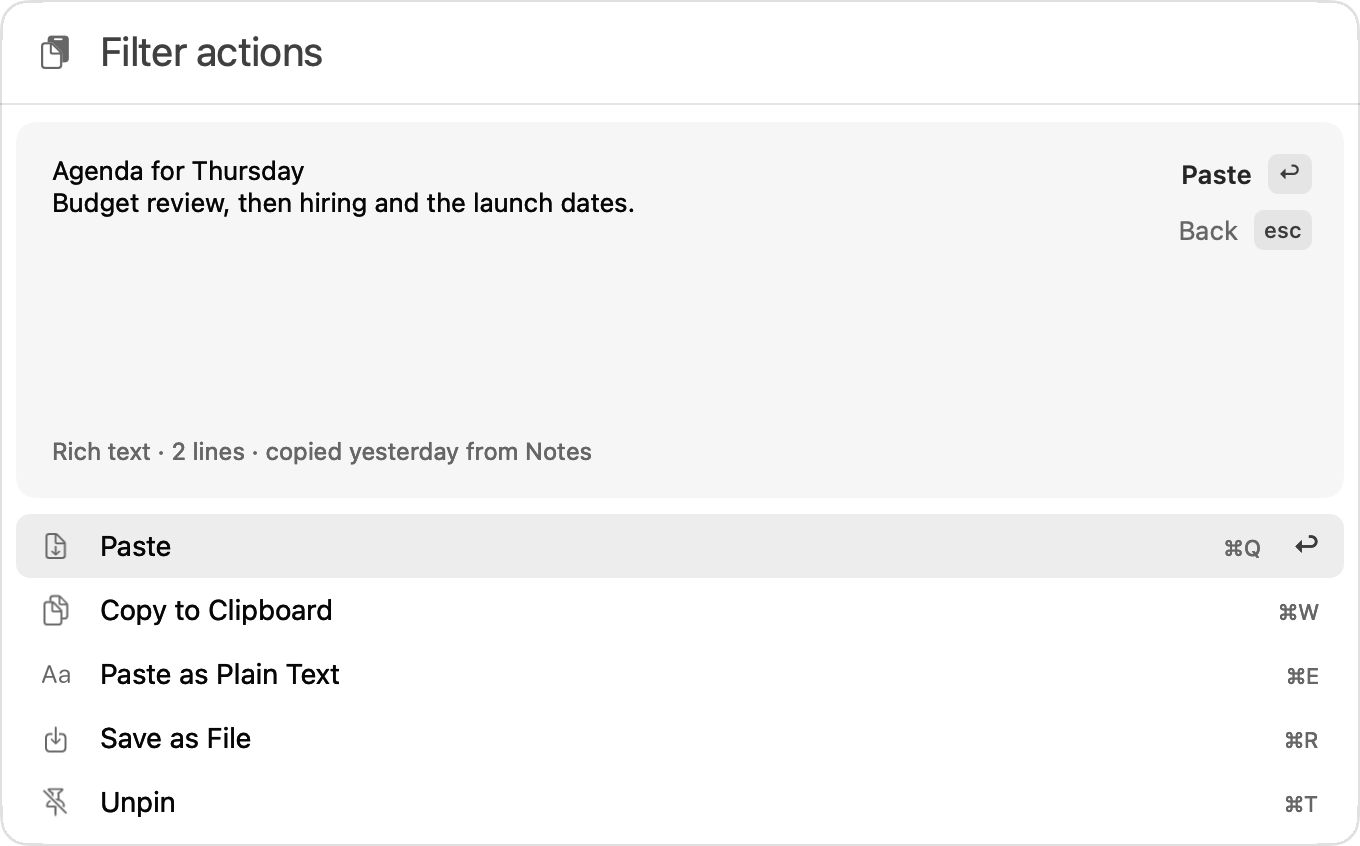 Filter actions
Agenda for Thursday
Budget review, then hiring and the launch dates.
Paste ↩
Back esc
Rich text · 2 lines · copied yesterday from Notes
Paste ⌘Q ↩
Copy to Clipboard ⌘W
Aa Paste as Plain Text ⌘E
Save as File ⌘R
Unpin ⌘T